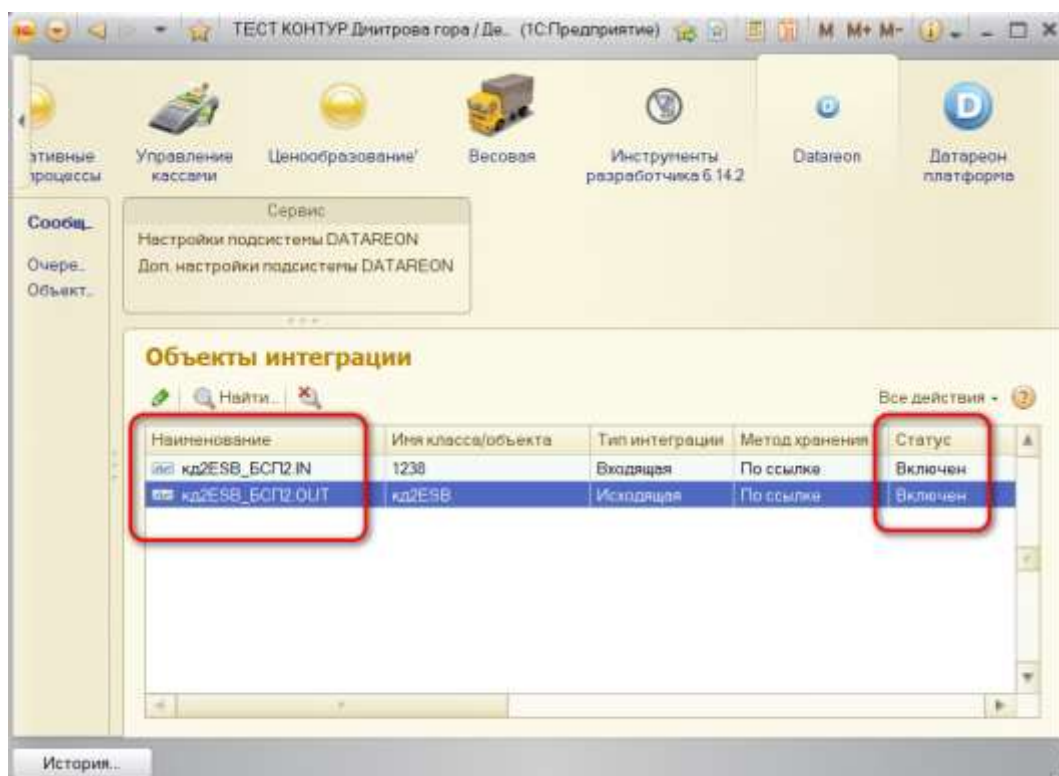 ТЕСТ КОНТУР Дмитрова гора / Де... (1С:Предприятие) M M+ M-
ативные процессы
Управление кассами
Ценообразование'
Весовая
Инструменты разработчика 6.14.2
Datareon
Датареон платформа
Сообщ...
Очере...
Объект...
Сервис
Настройки подсистемы DATAREON
Доп. настройки подсистемы DATAREON
Объекты интеграции
Найти...
Все действия
Наименование Имя класса/объекта Тип интеграции Метод хранения Статус
кд2ESB_БСП2.IN 1238 Входящая По ссылке Включен
кд2ESB_БСП2.OUT кд2ESB Исходящая По ссылке Включен
История...